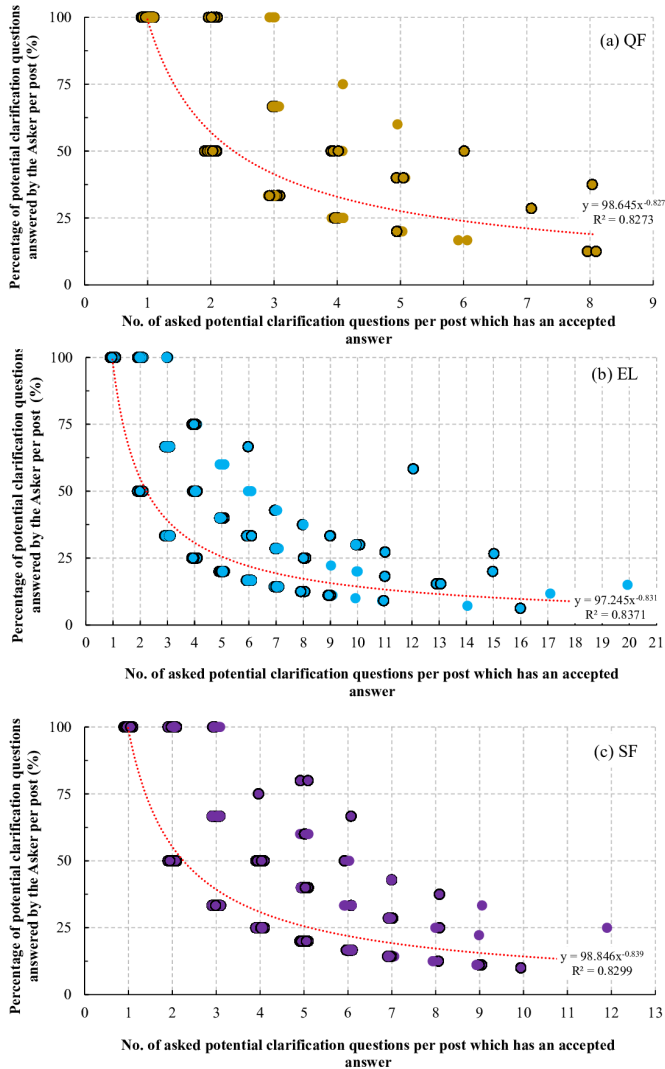 Percentage of potential clarification questions
answered by the Asker per post (%)
100
75
50
25
0
(a) QF
y = 98.645x^-0.827
R² = 0.8273
0 1 2 3 4 5 6 7 8 9
No. of asked potential clarification questions per post which has an accepted
answer
Percentage of potential clarification questions
answered by the Asker per post (%)
100
75
50
25
0
(b) EL
y = 97.245x^-0.831
R² = 0.8371
0 1 2 3 4 5 6 7 8 9 10 11 12 13 14 15 16 17 18 19 20 21
No. of asked potential clarification questions per post which has an accepted
answer
Percentage of potential clarification questions
answered by the Asker per post (%)
100
75
50
25
0
(c) SF
y = 98.846x^-0.839
R² = 0.8299
0 1 2 3 4 5 6 7 8 9 10 11 12 13
No. of asked potential clarification questions per post which has an accepted
answer